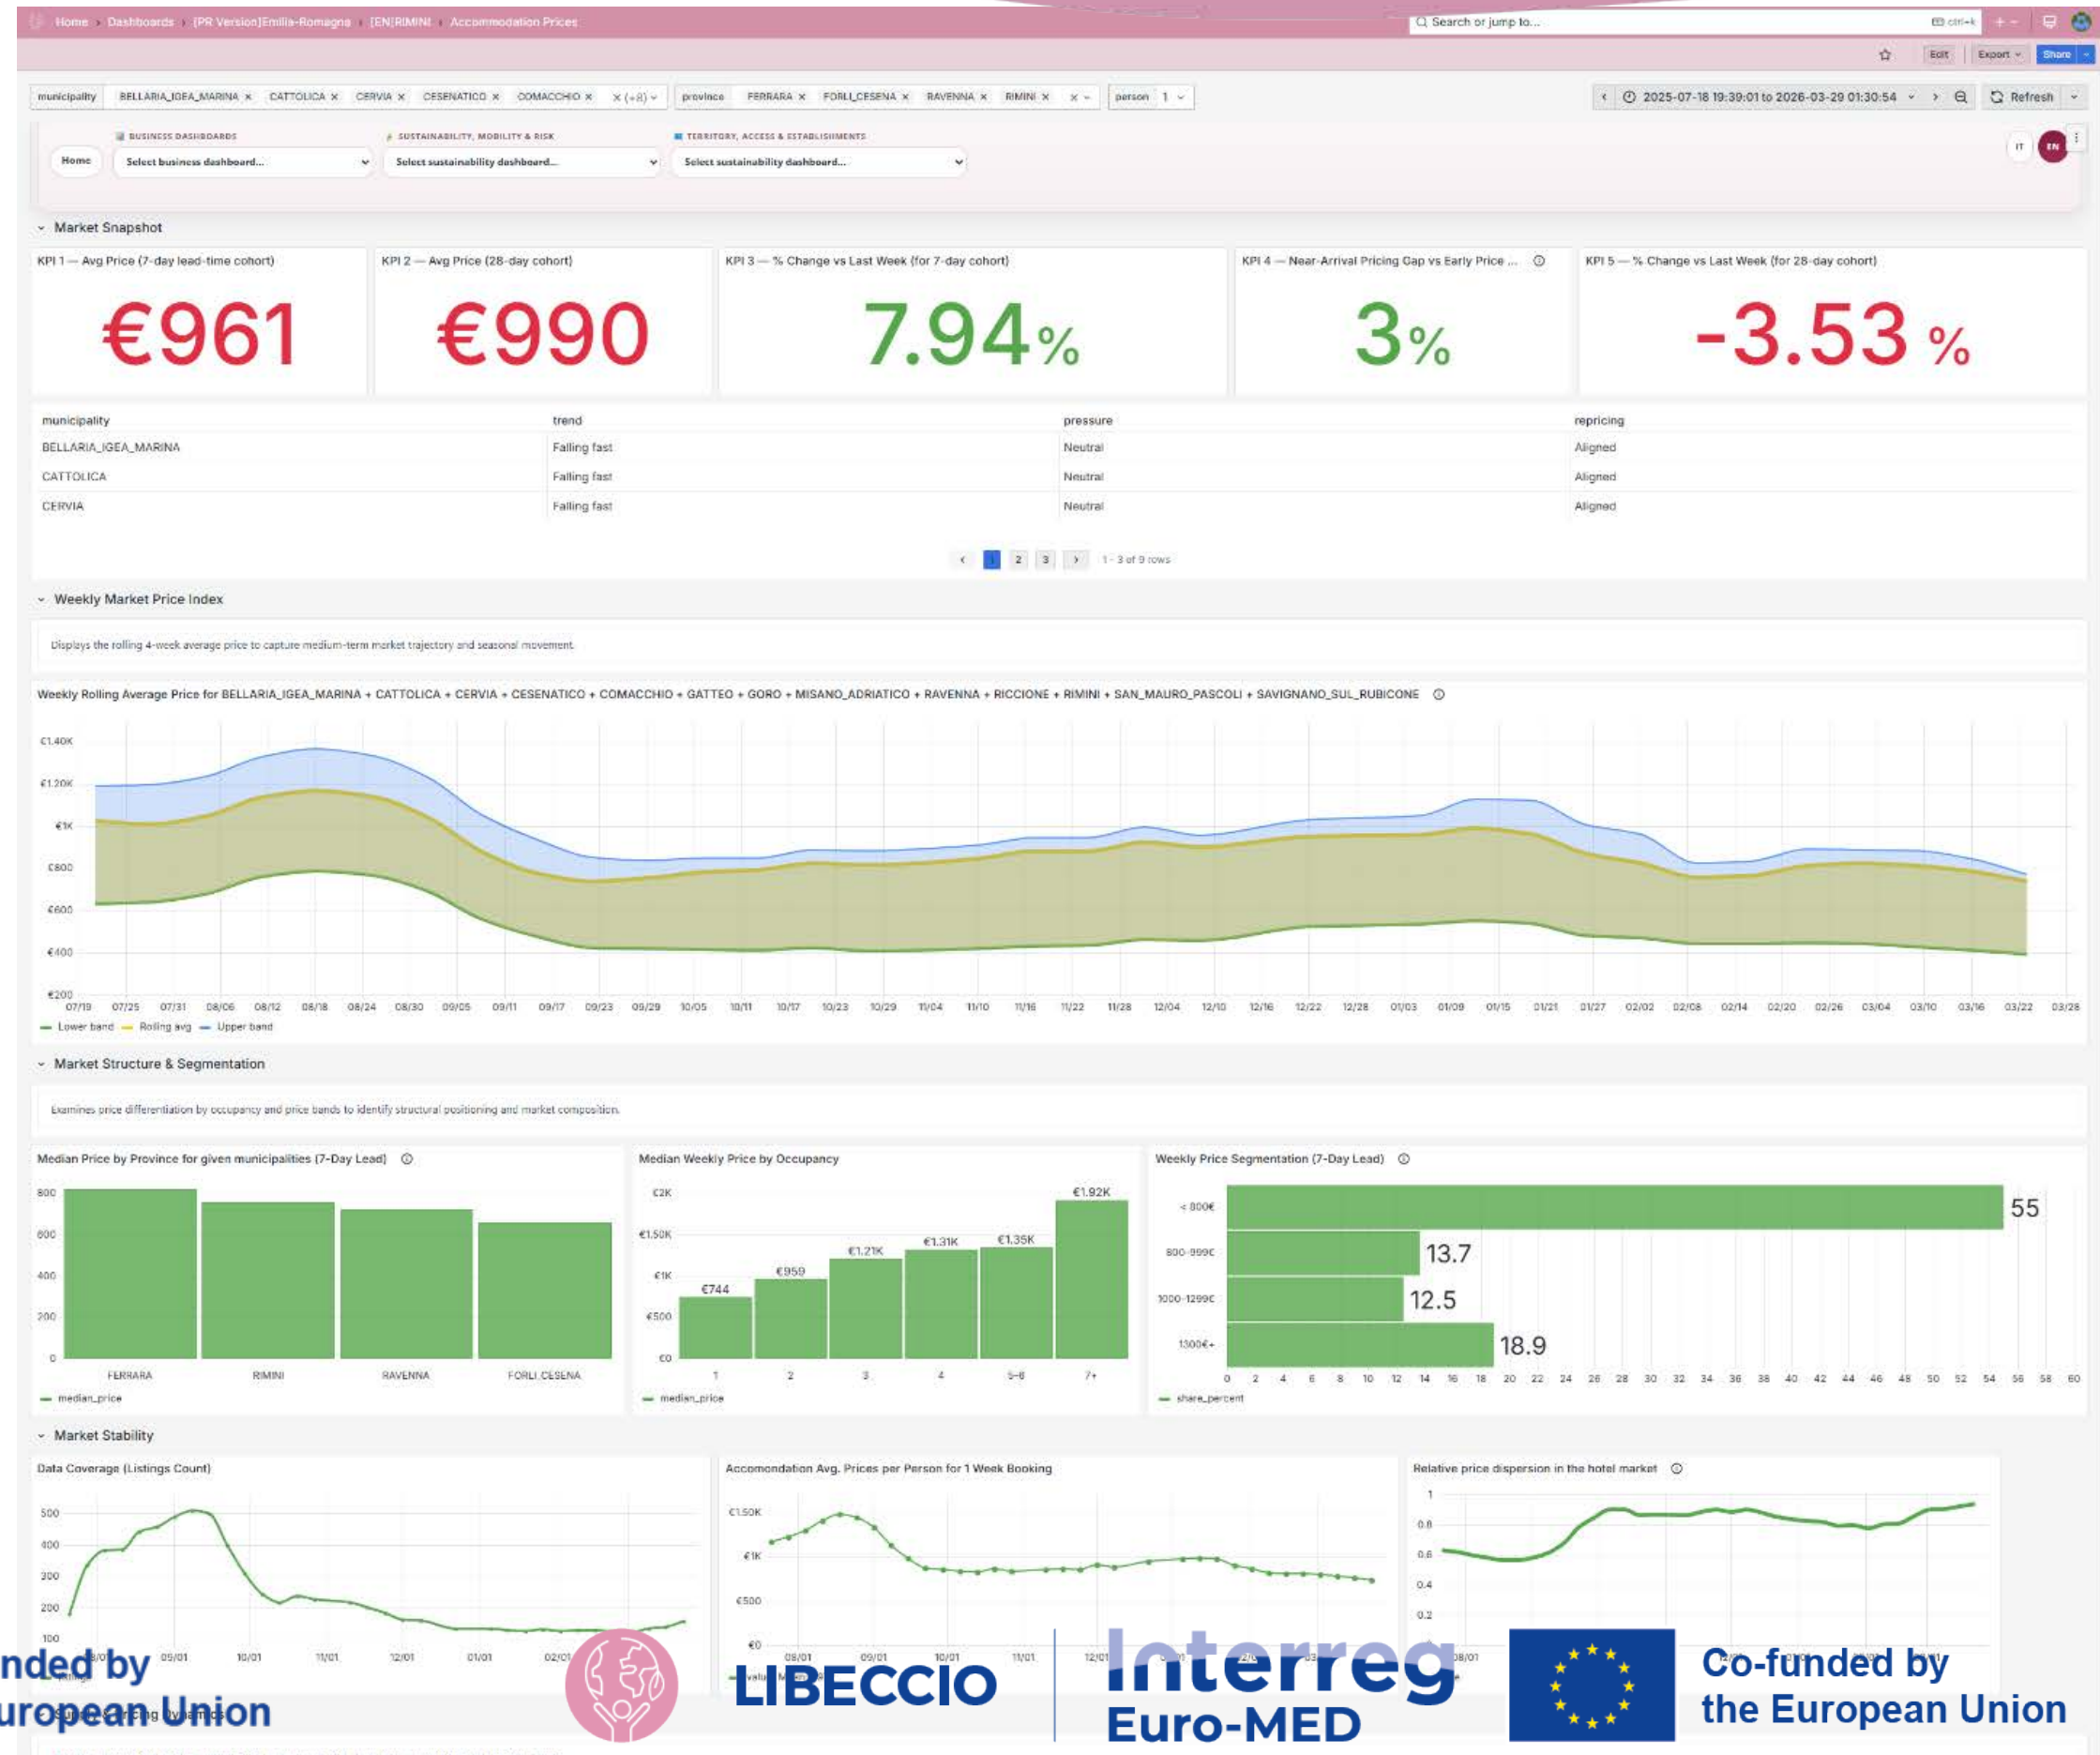 Home › Dashboards › [PR Version]Emilia-Romagna › [EN]RIMINI › Accommodation Prices
Search or jump to...
ctrl+k
Edit
Export
Share
municipality BELLARIA_IGEA_MARINA × CATTOLICA × CERVIA × CESENATICO × COMACCHIO × × (+8)
province FERRARA × FORLI_CESENA × RAVENNA × RIMINI × ×
person 1
2025-07-18 19:39:01 to 2026-03-29 01:30:54
Refresh
Home
BUSINESS DASHBOARDS
Select business dashboard...
SUSTAINABILITY, MOBILITY & RISK
Select sustainability dashboard...
TERRITORY, ACCESS & ESTABLISHMENTS
Select sustainability dashboard...
IT
EN
Market Snapshot
KPI 1 — Avg Price (7-day lead-time cohort)
€961
KPI 2 — Avg Price (28-day cohort)
€990
KPI 3 — % Change vs Last Week (for 7-day cohort)
7.94%
KPI 4 — Near-Arrival Pricing Gap vs Early Price ...
3%
KPI 5 — % Change vs Last Week (for 28-day cohort)
-3.53 %
municipality trend pressure repricing
BELLARIA_IGEA_MARINA Falling fast Neutral Aligned
CATTOLICA Falling fast Neutral Aligned
CERVIA Falling fast Neutral Aligned
‹ 1 2 3 › 1 - 3 of 9 rows
Weekly Market Price Index
Displays the rolling 4-week average price to capture medium-term market trajectory and seasonal movement.
Weekly Rolling Average Price for BELLARIA_IGEA_MARINA + CATTOLICA + CERVIA + CESENATICO + COMACCHIO + GATTEO + GORO + MISANO_ADRIATICO + RAVENNA + RICCIONE + RIMINI + SAN_MAURO_PASCOLI + SAVIGNANO_SUL_RUBICONE
€1.40K
€1.20K
€1K
€800
€600
€400
€200
07/19 07/25 07/31 08/06 08/12 08/18 08/24 08/30 09/05 09/11 09/17 09/23 09/29 10/05 10/11 10/17 10/23 10/29 11/04 11/10 11/16 11/22 11/28 12/04 12/10 12/16 12/22 12/28 01/03 01/09 01/15 01/21 01/27 02/02 02/08 02/14 02/20 02/26 03/04 03/10 03/16 03/22 03/28
Lower band Rolling avg Upper band
Market Structure & Segmentation
Examines price differentiation by occupancy and price bands to identify structural positioning and market composition.
Median Price by Province for given municipalities (7-Day Lead)
800
600
400
200
0
FERRARA RIMINI RAVENNA FORLI_CESENA
median_price
Median Weekly Price by Occupancy
€2K
€1.50K
€1K
€500
€0
€744 €959 €1.21K €1.31K €1.35K €1.92K
1 2 3 4 5-6 7+
median_price
Weekly Price Segmentation (7-Day Lead)
< 800€ 55
800-999€ 13.7
1000-1299€ 12.5
1300€+ 18.9
0 2 4 6 8 10 12 14 16 18 20 22 24 26 28 30 32 34 36 38 40 42 44 46 48 50 52 54 56 58 60
share_percent
Market Stability
Data Coverage (Listings Count)
500
400
300
200
100
09/01 10/01 11/01 12/01 01/01 02/01
Accomondation Avg. Prices per Person for 1 Week Booking
€1.50K
€1K
€500
€0
08/01 09/01 10/01 11/01 12/01
Relative price dispersion in the hotel market
1
0.8
0.6
0.4
0.2
08/01
nded by
uropean Union
LIBECCIO
Interreg
Euro-MED
Co-funded by
the European Union